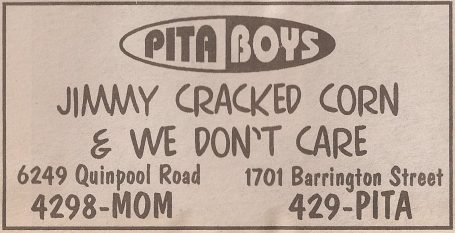 PITA BOYS
JIMMY CRACKED CORN
& WE DON'T CARE
6249 Quinpool Road 1701 Barrington Street
4298-MOM 429-PITA